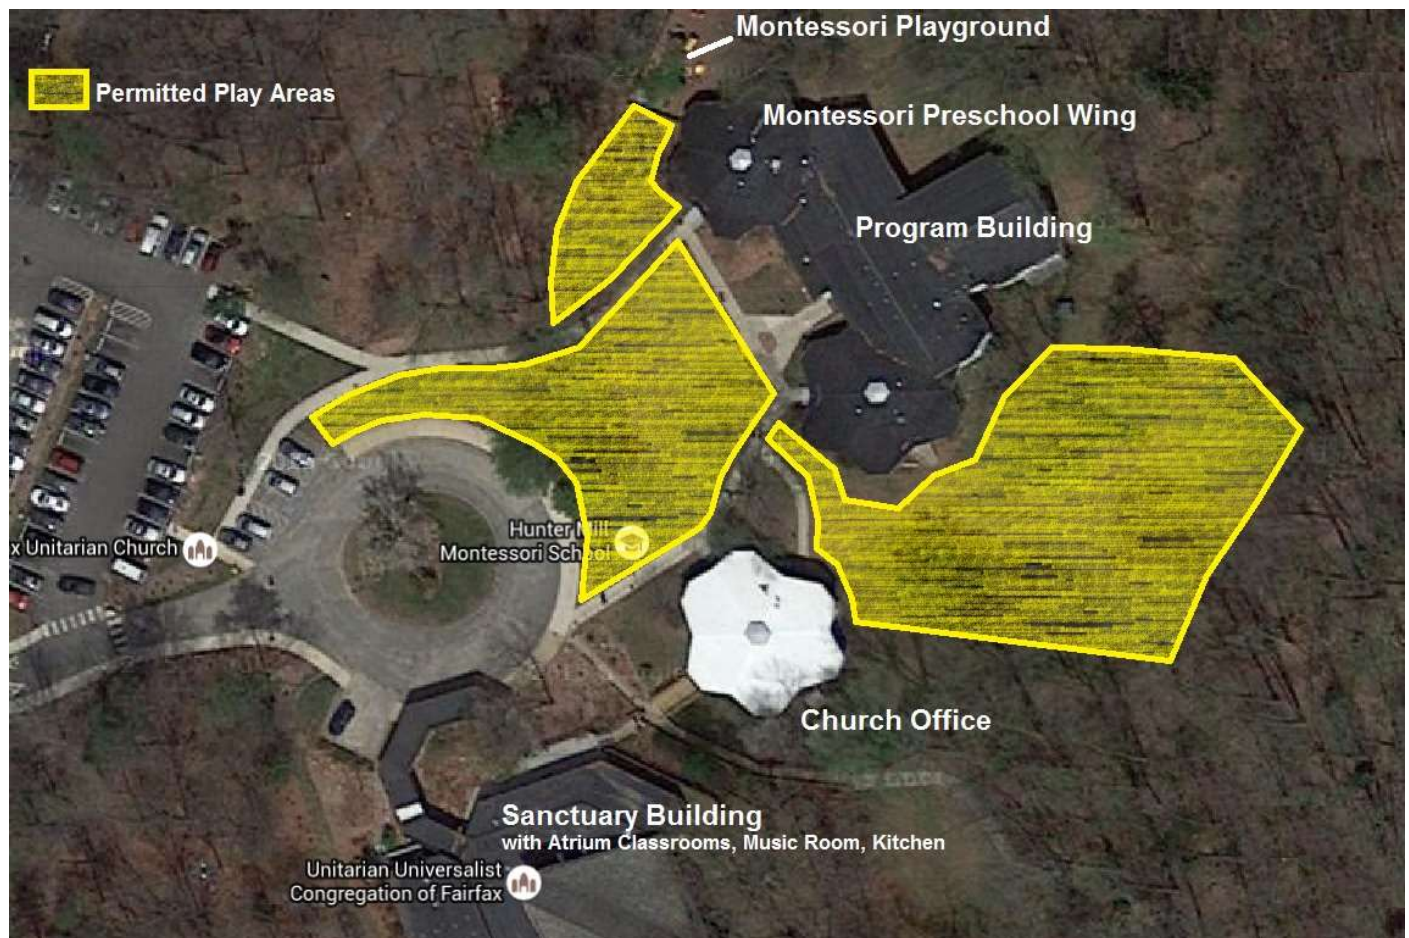 Montessori Playground
Permitted Play Areas
Montessori Preschool Wing
Program Building
Hunter Mill
Montessori School
x Unitarian Church
Church Office
Sanctuary Building
with Atrium Classrooms, Music Room, Kitchen
Unitarian Universalist
Congregation of Fairfax